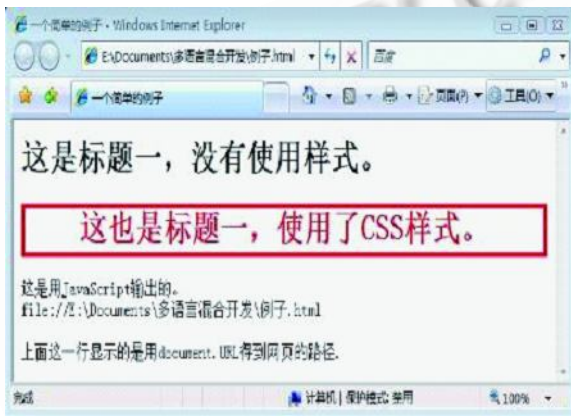 一个简单的例子 - Windows Internet Explorer
E:\Documents\多语言混合开发\例子.html 百度
一个简单的例子 页面(P) 工具(O)
这是标题一，没有使用样式。
这也是标题一，使用了CSS样式。
这是用JavaScript输出的。
file://E:\Documents\多语言混合开发\例子.html
上面这一行显示的是用document.URL得到网页的路径.
完成 计算机 | 保护模式: 禁用 100%